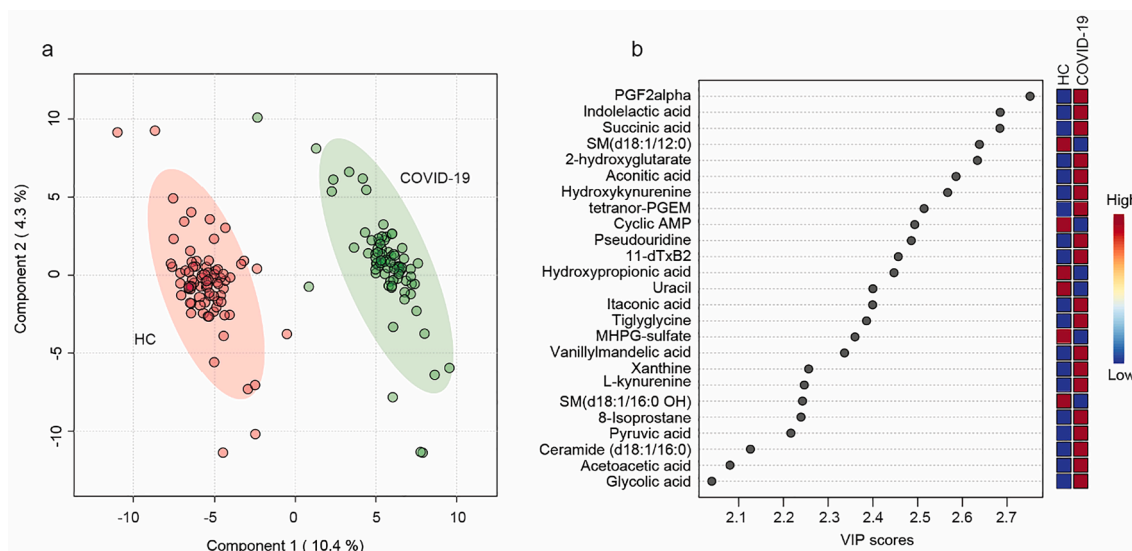 a
Component 2 ( 4.3 %)
10
5
0
-5
-10
COVID-19
HC
-10
-5
0
5
10
Component 1 ( 10.4 %)
b
HC
COVID-19
PGF2alpha
Indolelactic acid
Succinic acid
SM(d18:1/12:0)
2-hydroxyglutarate
Aconitic acid
Hydroxykynurenine
tetranor-PGEM
Cyclic AMP
Pseudouridine
11-dTxB2
Hydroxypropionic acid
Uracil
Itaconic acid
Tiglyglycine
MHPG-sulfate
Vanillylmandelic acid
Xanthine
L-kynurenine
SM(d18:1/16:0 OH)
8-Isoprostane
Pyruvic acid
Ceramide (d18:1/16:0)
Acetoacetic acid
Glycolic acid
2.1
2.2
2.3
2.4
2.5
2.6
2.7
VIP scores
High
Low